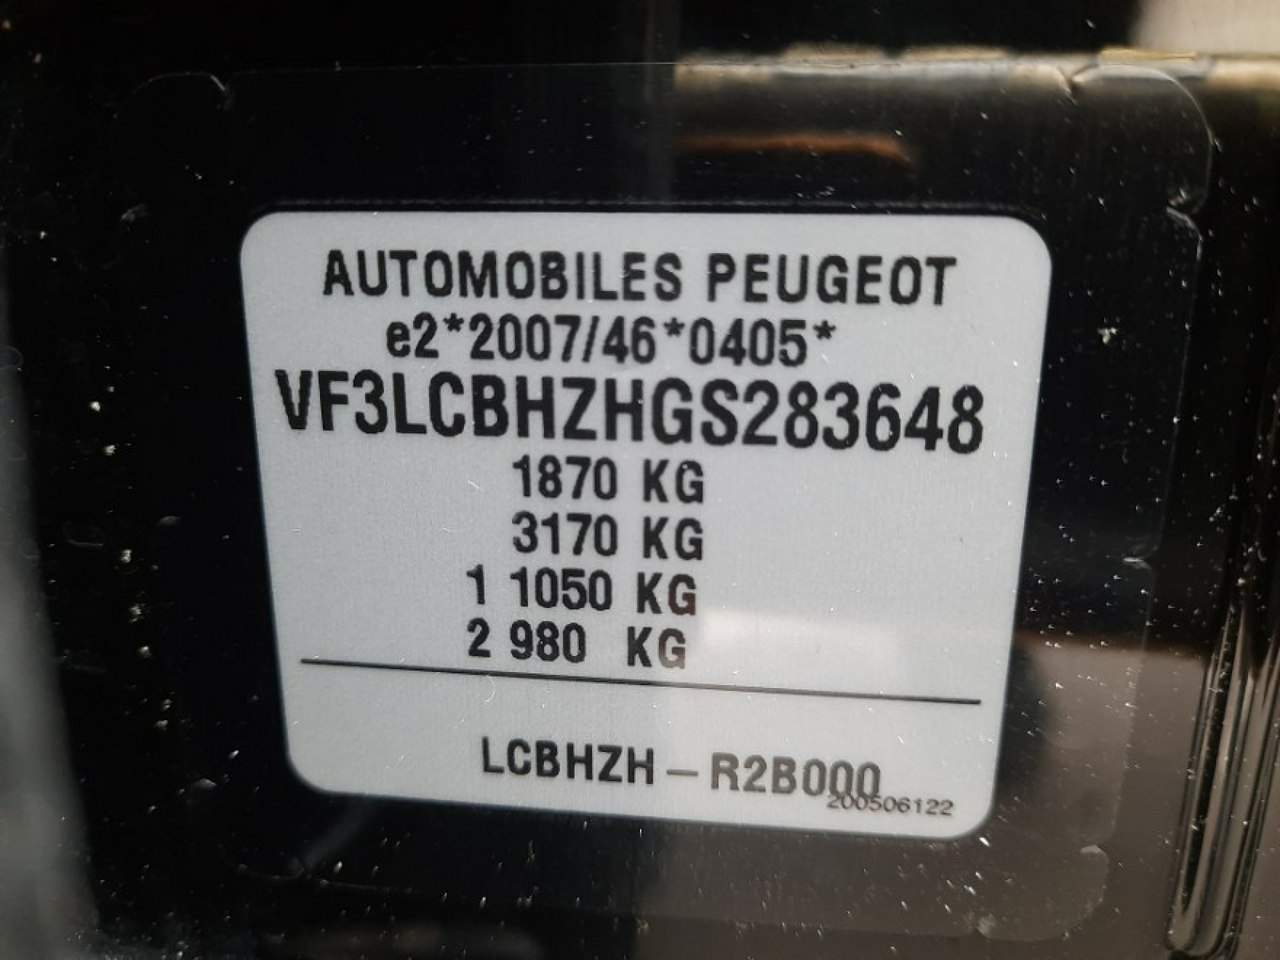 AUTOMOBILES PEUGEOT
e2*2007/46*0405*
VF3LCBHZHGS283648
1870 KG
3170 KG
1 1050 KG
2 980 KG
LCBHZH – R2B000
200506122